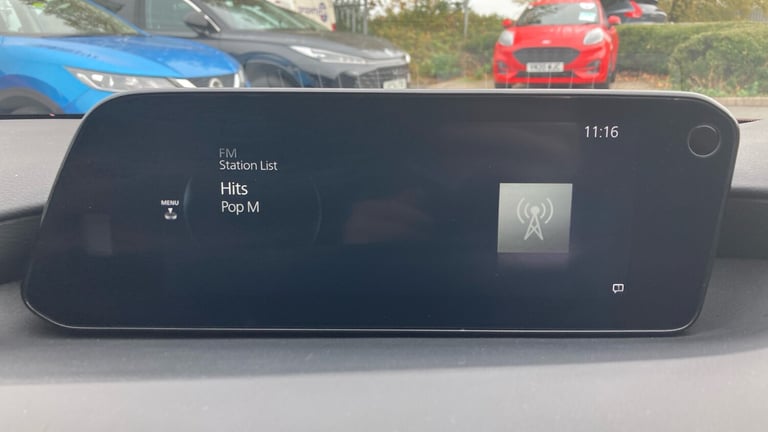 11:16
FM
Station List
Hits
Pop M
MENU